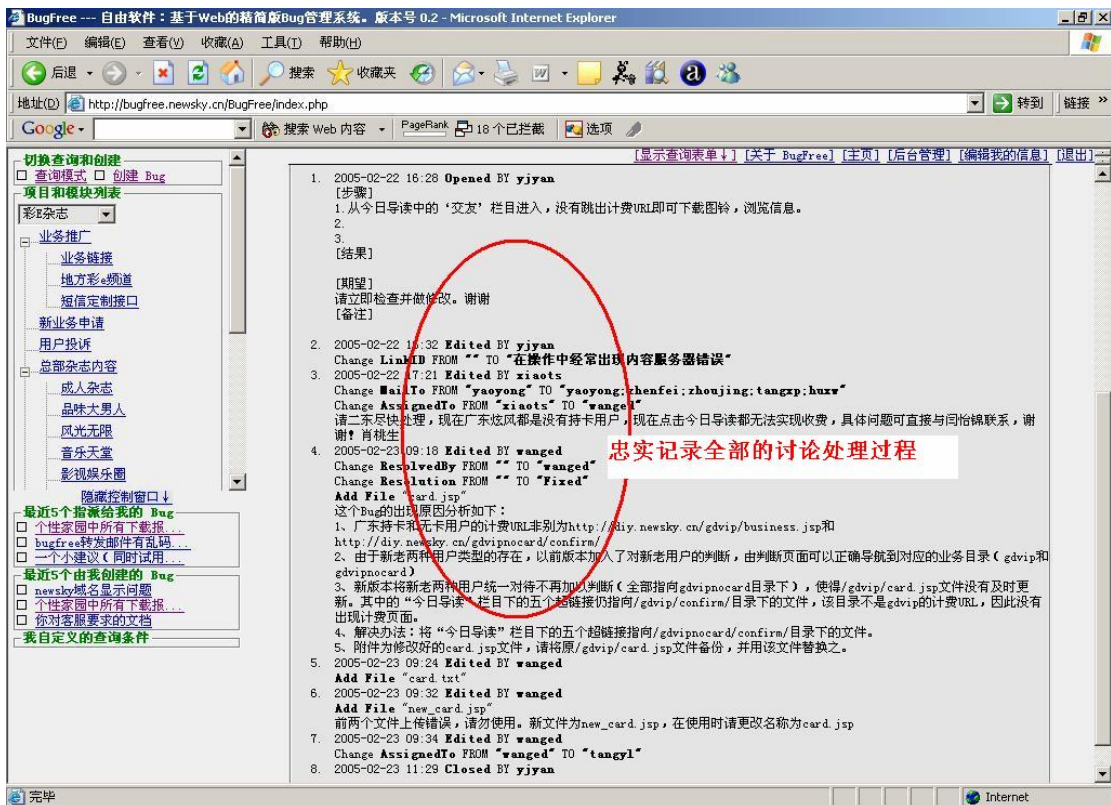 BugFree --- 自由软件：基于Web的精简版Bug管理系统。版本号 0.2 - Microsoft Internet Explorer
文件(F) 编辑(E) 查看(V) 收藏(A) 工具(T) 帮助(H)
后退 搜索 收藏夹
地址(D) http://bugfree.newsky.cn/BugFree/index.php 转到 链接 »
Google 搜索 Web 内容 PageRank 18 个已拦截 选项
[显示查询表单↓] [关于 BugFree] [主页] [后台管理] [编辑我的信息] [退出]
切换查询和创建
查询模式 创建 Bug
项目和模块列表
彩E杂志
业务推广
业务链接
地方彩e频道
短信定制接口
新业务申请
用户投诉
总部杂志内容
成人杂志
品味大男人
风光无限
音乐天堂
影视娱乐圈
隐藏控制窗口↓
最近5个指派给我的 Bug
个性家园中所有下载报...
bugfree转发邮件有乱码...
一个小建议(同时试用...
最近5个由我创建的 Bug
newsky域名显示问题
个性家园中所有下载报...
你对客服要求的文档
我自定义的查询条件
1. 2005-02-22 16:28 Opened BY yjyan
[步骤]
1.从今日导读中的‘交友’栏目进入，没有跳出计费URL即可下载图铃，浏览信息。
2.
3.
[结果]
[期望]
请立即检查并做修改。谢谢
[备注]
2. 2005-02-22 16:32 Edited BY yjyan
Change LinkID FROM "" TO "在操作中经常出现内容服务器错误"
3. 2005-02-22 17:21 Edited BY xiaots
Change MailTo FROM "yaoyong" TO "yaoyong;zhenfei;zhoujing;tangxp;huxw"
Change AssignedTo FROM "xiaots" TO "wanged"
请二东尽快处理，现在广东炫风都是没有持卡用户，现在点击今日导读都无法实现收费，具体问题可直接与闫怡锦联系，谢
谢！肖桃生
4. 2005-02-23 09:18 Edited BY wanged
Change ResolvedBy FROM "" TO "wanged"
Change Resolution FROM "" TO "Fixed"
Add File "card.jsp"
这个Bug的出现原因分析如下：
1、广东持卡和无卡用户的计费URL非别为http://diy.newsky.cn/gdvip/business.jsp和
http://diy.newsky.cn/gdvipnocard/confirm/
2、由于新老两种用户类型的存在，以前版本加入了对新老用户的判断，由判断页面可以正确导航到对应的业务目录(gdvip和
gdvipnocard)
3、新版本将新老两种用户统一对待不再加以判断(全部指向gdvipnocard目录下)，使得/gdvip/card.jsp文件没有及时更
新。其中的“今日导读”栏目下的五个超链接仍指向/gdvip/confirm/目录下的文件，该目录不是gdvip的计费URL，因此没有
出现计费页面。
4、解决办法：将“今日导读”栏目下的五个超链接指向/gdvipnocard/confirm/目录下的文件。
5、附件为修改好的card.jsp文件，请将原/gdvip/card.jsp文件备份，并用该文件替换之。
5. 2005-02-23 09:24 Edited BY wanged
Add File "card.txt"
6. 2005-02-23 09:32 Edited BY wanged
Add File "new_card.jsp"
前两个文件上传错误，请勿使用。新文件为new_card.jsp，在使用时请更改名称为card.jsp
7. 2005-02-23 09:34 Edited BY wanged
Change AssignedTo FROM "wanged" TO "tangyl"
8. 2005-02-23 11:29 Closed BY yjyan
忠实记录全部的讨论处理过程
完毕 Internet